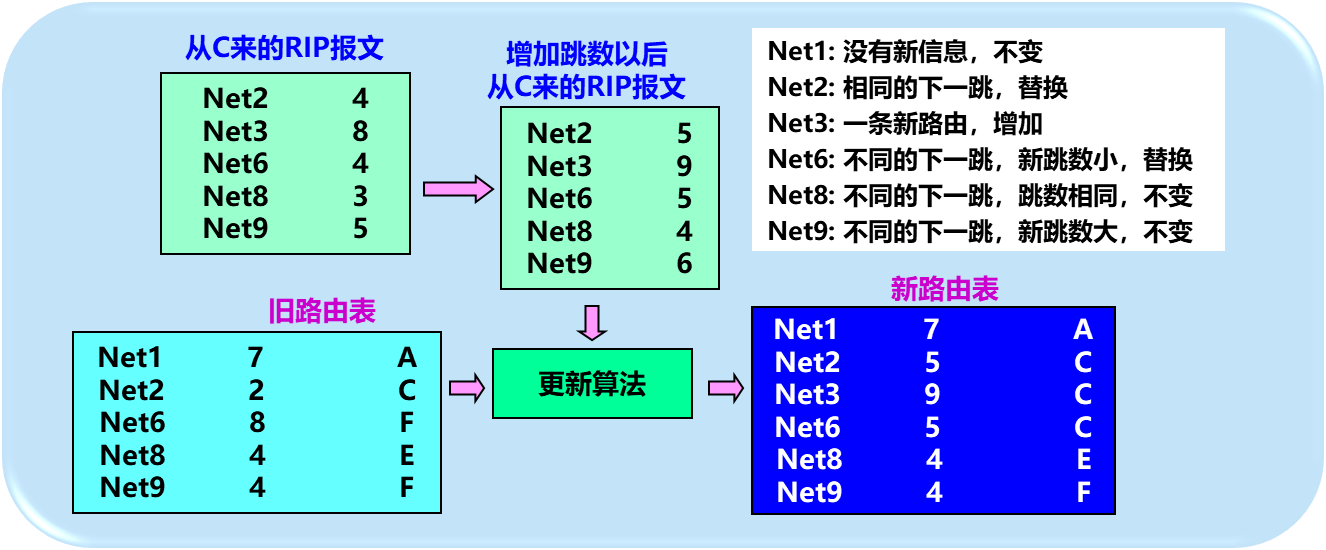 从C来的RIP报文
Net2 4
Net3 8
Net6 4
Net8 3
Net9 5
增加跳数以后
从C来的RIP报文
Net2 5
Net3 9
Net6 5
Net8 4
Net9 6
Net1: 没有新信息，不变
Net2: 相同的下一跳，替换
Net3: 一条新路由，增加
Net6: 不同的下一跳，新跳数小，替换
Net8: 不同的下一跳，跳数相同，不变
Net9: 不同的下一跳，新跳数大，不变
旧路由表
Net1 7 A
Net2 2 C
Net6 8 F
Net8 4 E
Net9 4 F
更新算法
新路由表
Net1 7 A
Net2 5 C
Net3 9 C
Net6 5 C
Net8 4 E
Net9 4 F